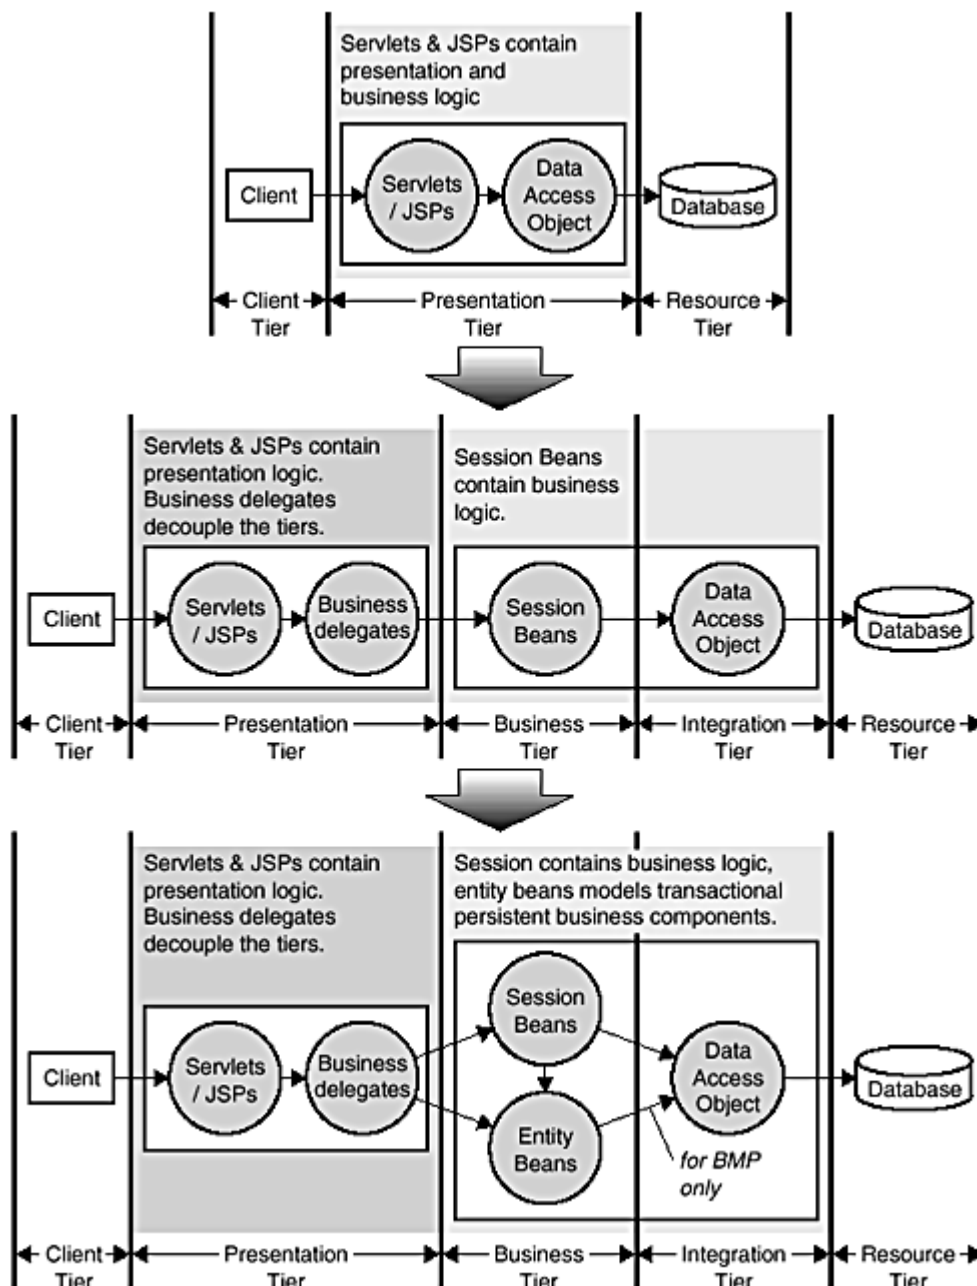 Servlets & JSPs contain
presentation and
business logic
Client
Servlets
/ JSPs
Data
Access
Object
Database
Client
Tier
Presentation
Tier
Resource
Tier
Servlets & JSPs contain
presentation logic.
Business delegates
decouple the tiers.
Session Beans
contain business
logic.
Client
Servlets
/ JSPs
Business
delegates
Session
Beans
Data
Access
Object
Database
Client
Tier
Presentation
Tier
Business
Tier
Integration
Tier
Resource
Tier
Servlets & JSPs contain
presentation logic.
Business delegates
decouple the tiers.
Session contains business logic,
entity beans models transactional
persistent business components.
Client
Servlets
/ JSPs
Business
delegates
Session
Beans
Entity
Beans
Data
Access
Object
for BMP
only
Database
Client
Tier
Presentation
Tier
Business
Tier
Integration
Tier
Resource
Tier